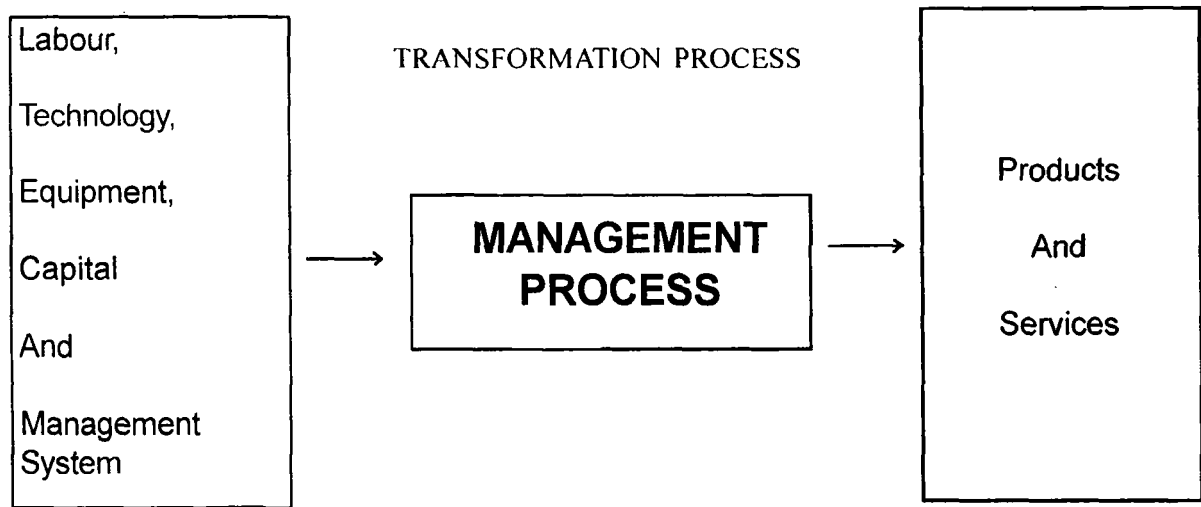 Labour,
Technology,
Equipment,
Capital
And
Management
System
TRANSFORMATION PROCESS
MANAGEMENT
PROCESS
Products
And
Services